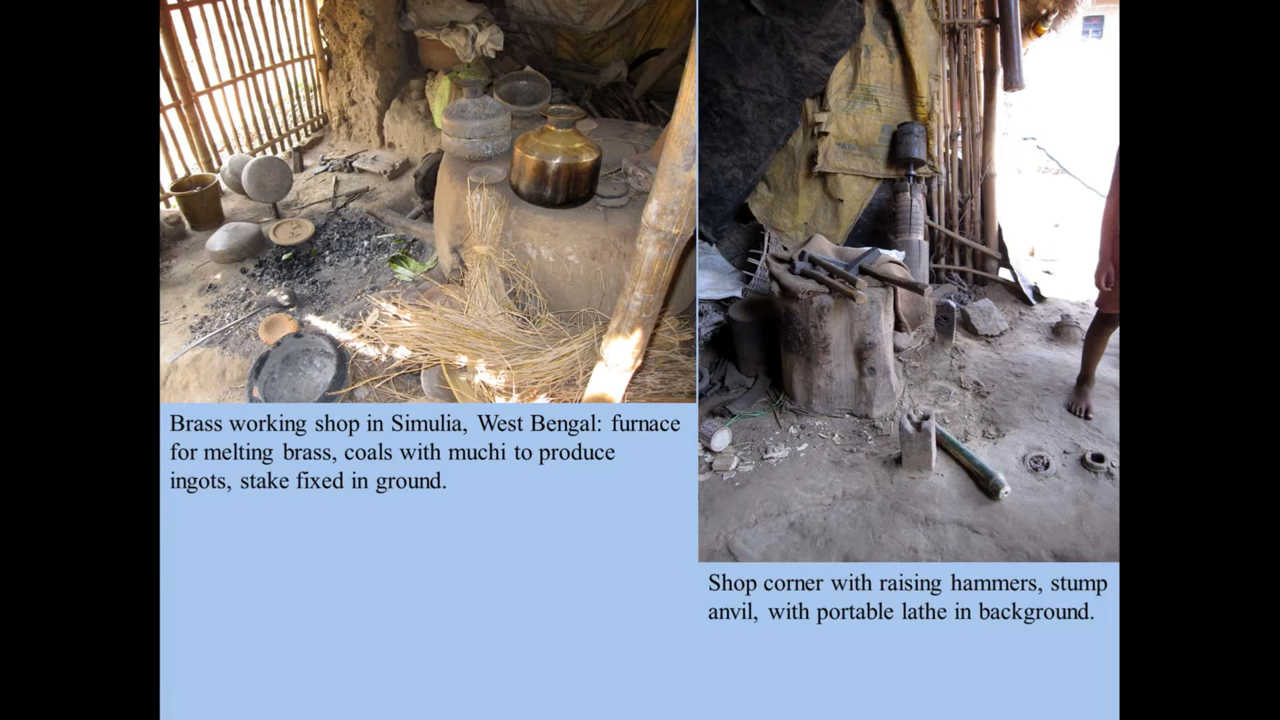 Brass working shop in Simulia, West Bengal: furnace
for melting brass, coals with muchi to produce
ingots, stake fixed in ground.
Shop corner with raising hammers, stump
anvil, with portable lathe in background.